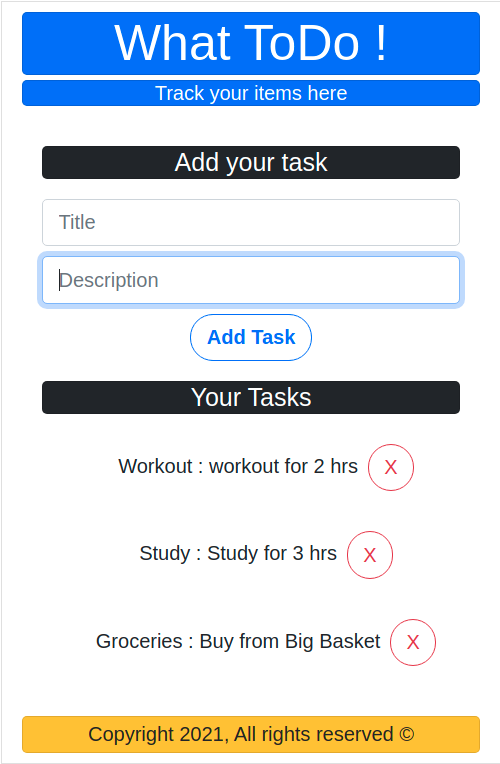 What ToDo !
Track your items here
Add your task
Title
Description
Add Task
Your Tasks
Workout : workout for 2 hrs X
Study : Study for 3 hrs X
Groceries : Buy from Big Basket X
Copyright 2021, All rights reserved ©